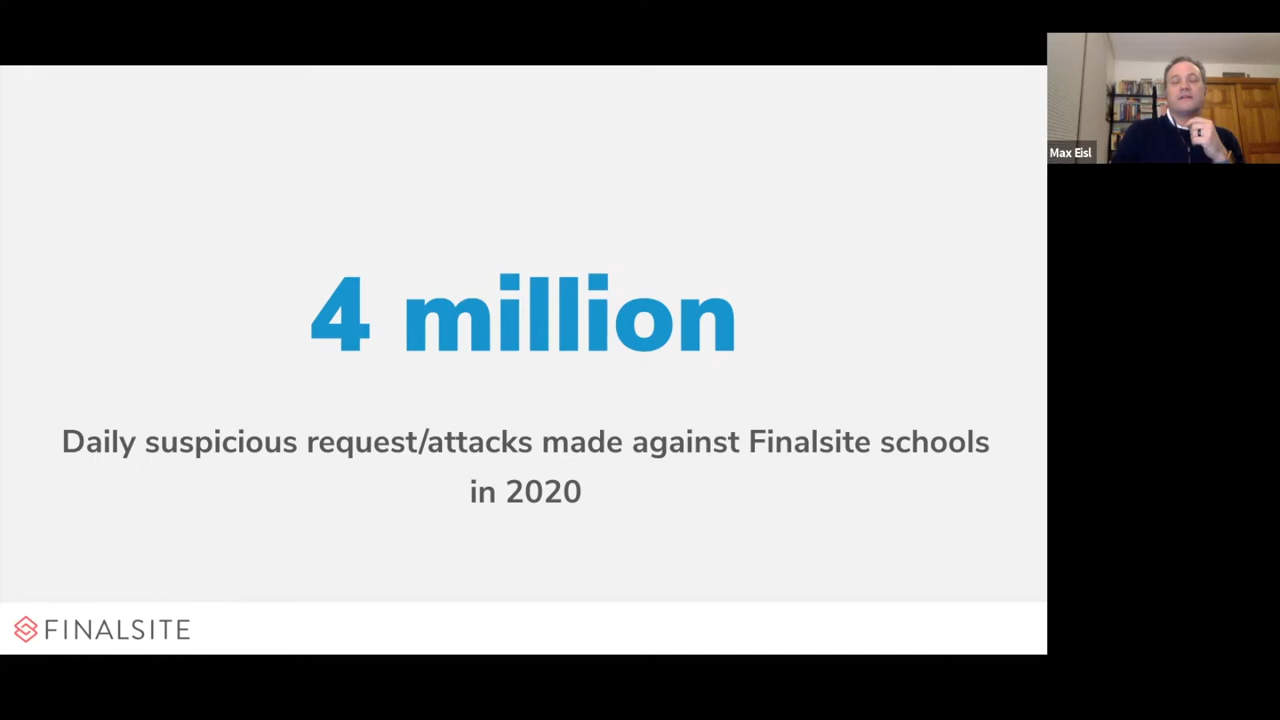 4 million
Daily suspicious request/attacks made against Finalsite schools
in 2020
FINALSITE
Max Eisl